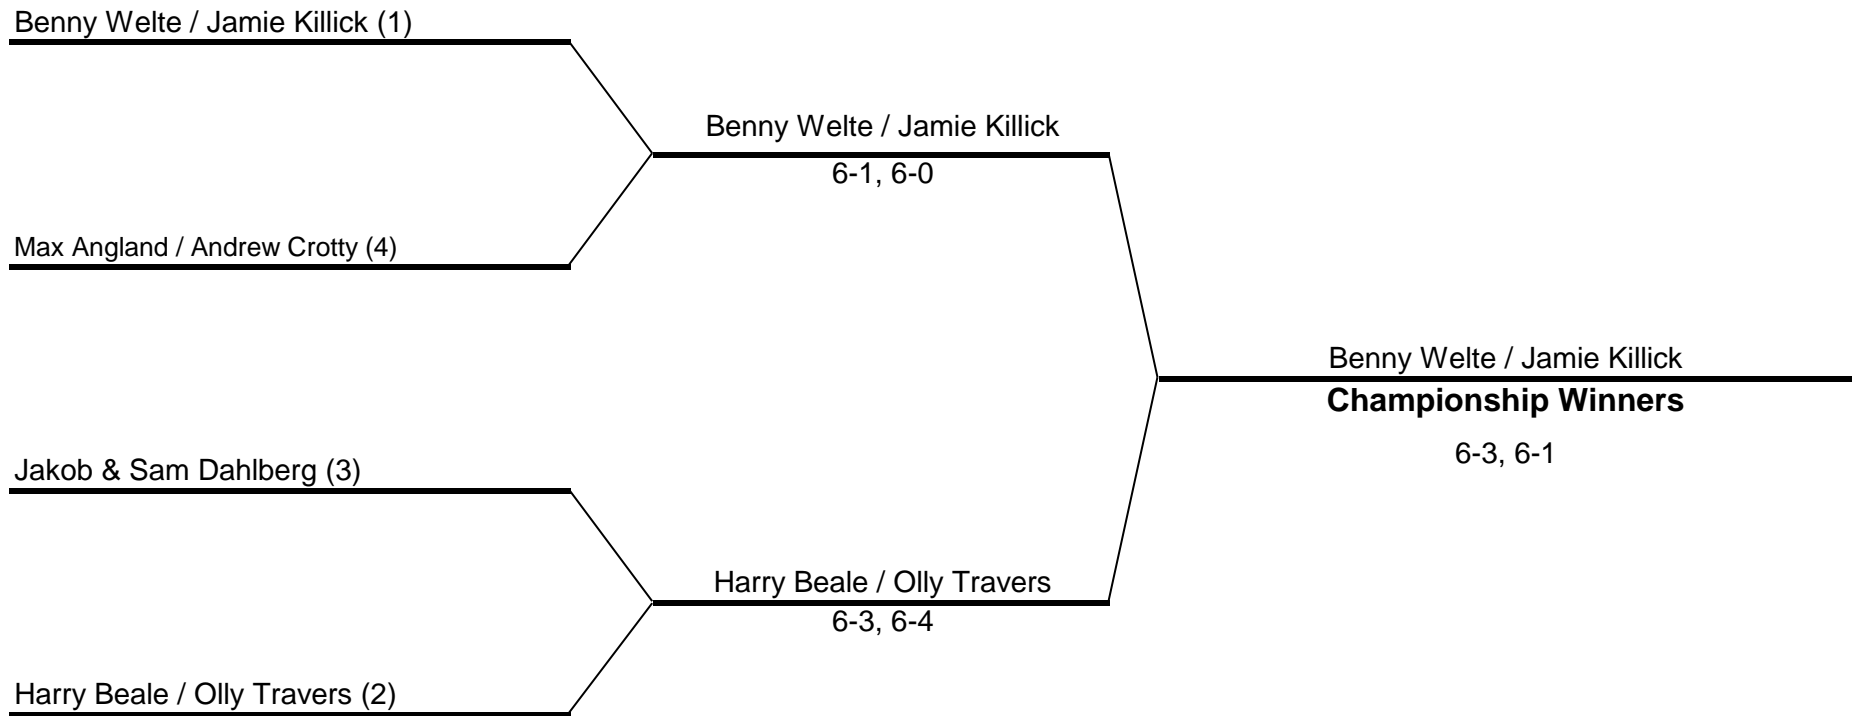 Benny Welte / Jamie Killick (1)
Benny Welte / Jamie Killick
6-1, 6-0
Max Angland / Andrew Crotty (4)
Benny Welte / Jamie Killick
Championship Winners
6-3, 6-1
Jakob & Sam Dahlberg (3)
Harry Beale / Olly Travers
6-3, 6-4
Harry Beale / Olly Travers (2)